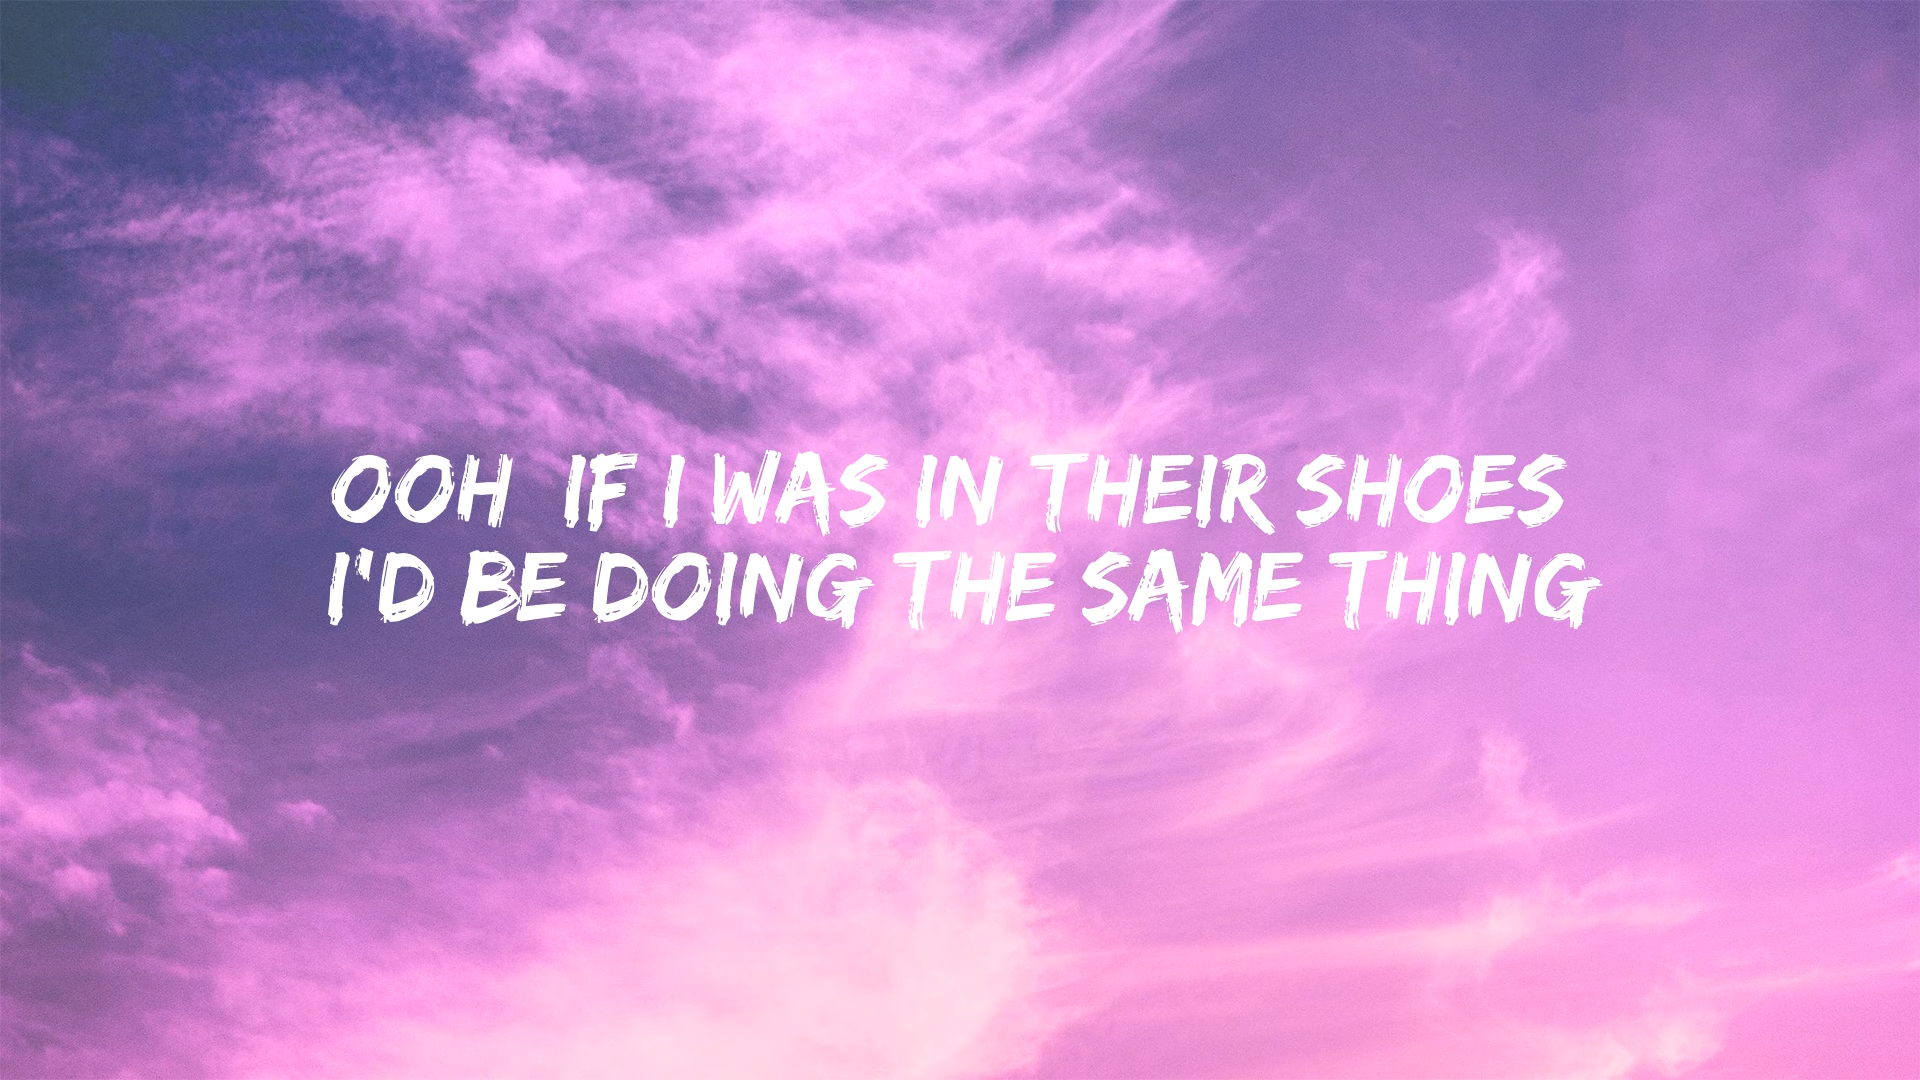 OOH  IF I WAS IN THEIR SHOES
I'D BE DOING THE SAME THING